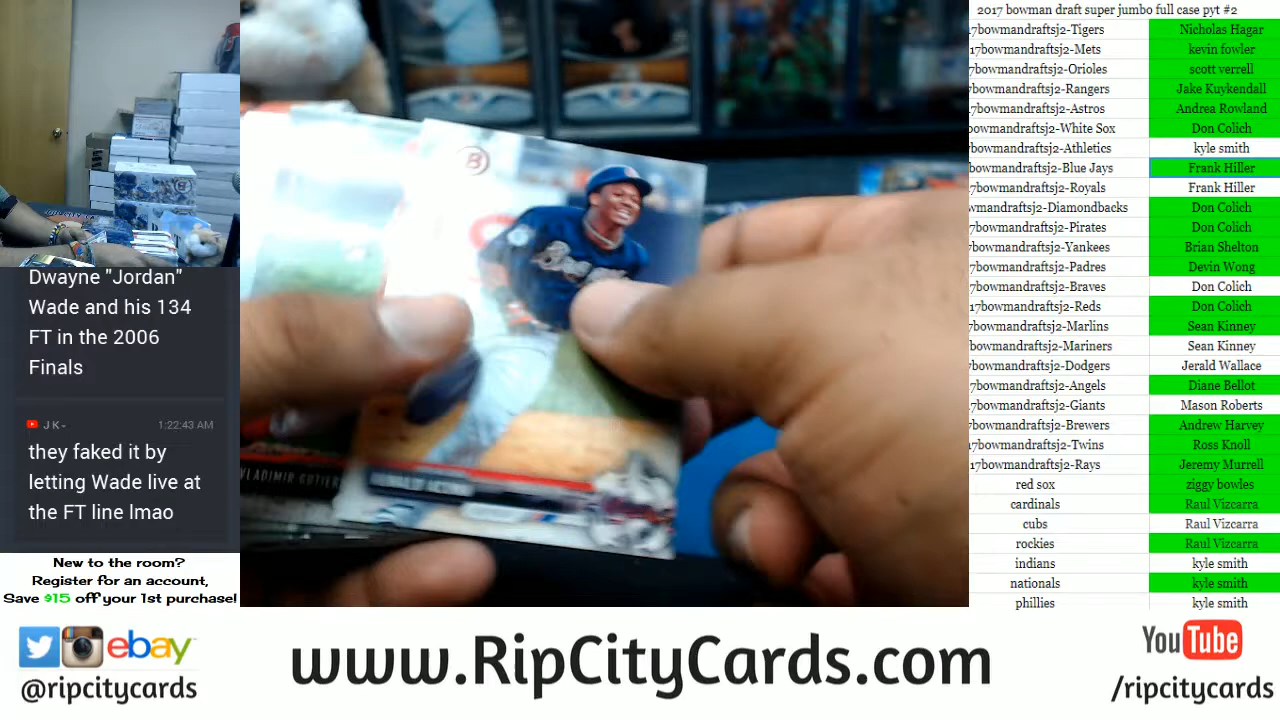 Dwayne "Jordan"
Wade and his 134
FT in the 2006
Finals
J K-
1:22:43 AM
they faked it by
letting Wade live at
the FT line lmao
New to the room?
Register for an account,
Save $15 off your 1st purchase!
B
VLADIMIR GUTIER
2017 bowman draft super jumbo full case pyt #2
17bowmandraftsj2-Tigers Nicholas Hagar
17bowmandraftsj2-Mets kevin fowler
17bowmandraftsj2-Orioles scott verrell
17bowmandraftsj2-Rangers Jake Kuykendall
17bowmandraftsj2-Astros Andrea Rowland
bowmandraftsj2-White Sox Don Colich
7bowmandraftsj2-Athletics kyle smith
bowmandraftsj2-Blue Jays Frank Hiller
17bowmandraftsj2-Royals Frank Hiller
wmandraftsj2-Diamondbacks Don Colich
17bowmandraftsj2-Pirates Don Colich
7bowmandraftsj2-Yankees Brian Shelton
17bowmandraftsj2-Padres Devin Wong
7bowmandraftsj2-Braves Don Colich
17bowmandraftsj2-Reds Don Colich
7bowmandraftsj2-Marlins Sean Kinney
bowmandraftsj2-Mariners Sean Kinney
7bowmandraftsj2-Dodgers Jerald Wallace
7bowmandraftsj2-Angels Diane Bellot
7bowmandraftsj2-Giants Mason Roberts
7bowmandraftsj2-Brewers Andrew Harvey
17bowmandraftsj2-Twins Ross Knoll
17bowmandraftsj2-Rays Jeremy Murrell
red sox ziggy bowles
cardinals Raul Vizcarra
cubs Raul Vizcarra
rockies Raul Vizcarra
indians kyle smith
nationals kyle smith
phillies kyle smith
ebay
@ripcitycards
www.RipCityCards.com
YouTube
/ripcitycards